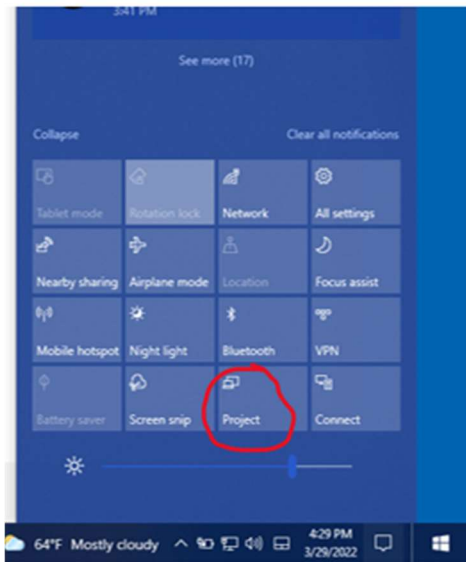 3:41 PM
See more (17)
Collapse Clear all notifications
Tablet mode Rotation lock Network All settings
Nearby sharing Airplane mode Location Focus assist
Mobile hotspot Night light Bluetooth VPN
Battery saver Screen snip Project Connect
64°F Mostly cloudy 4:29 PM
3/29/2022